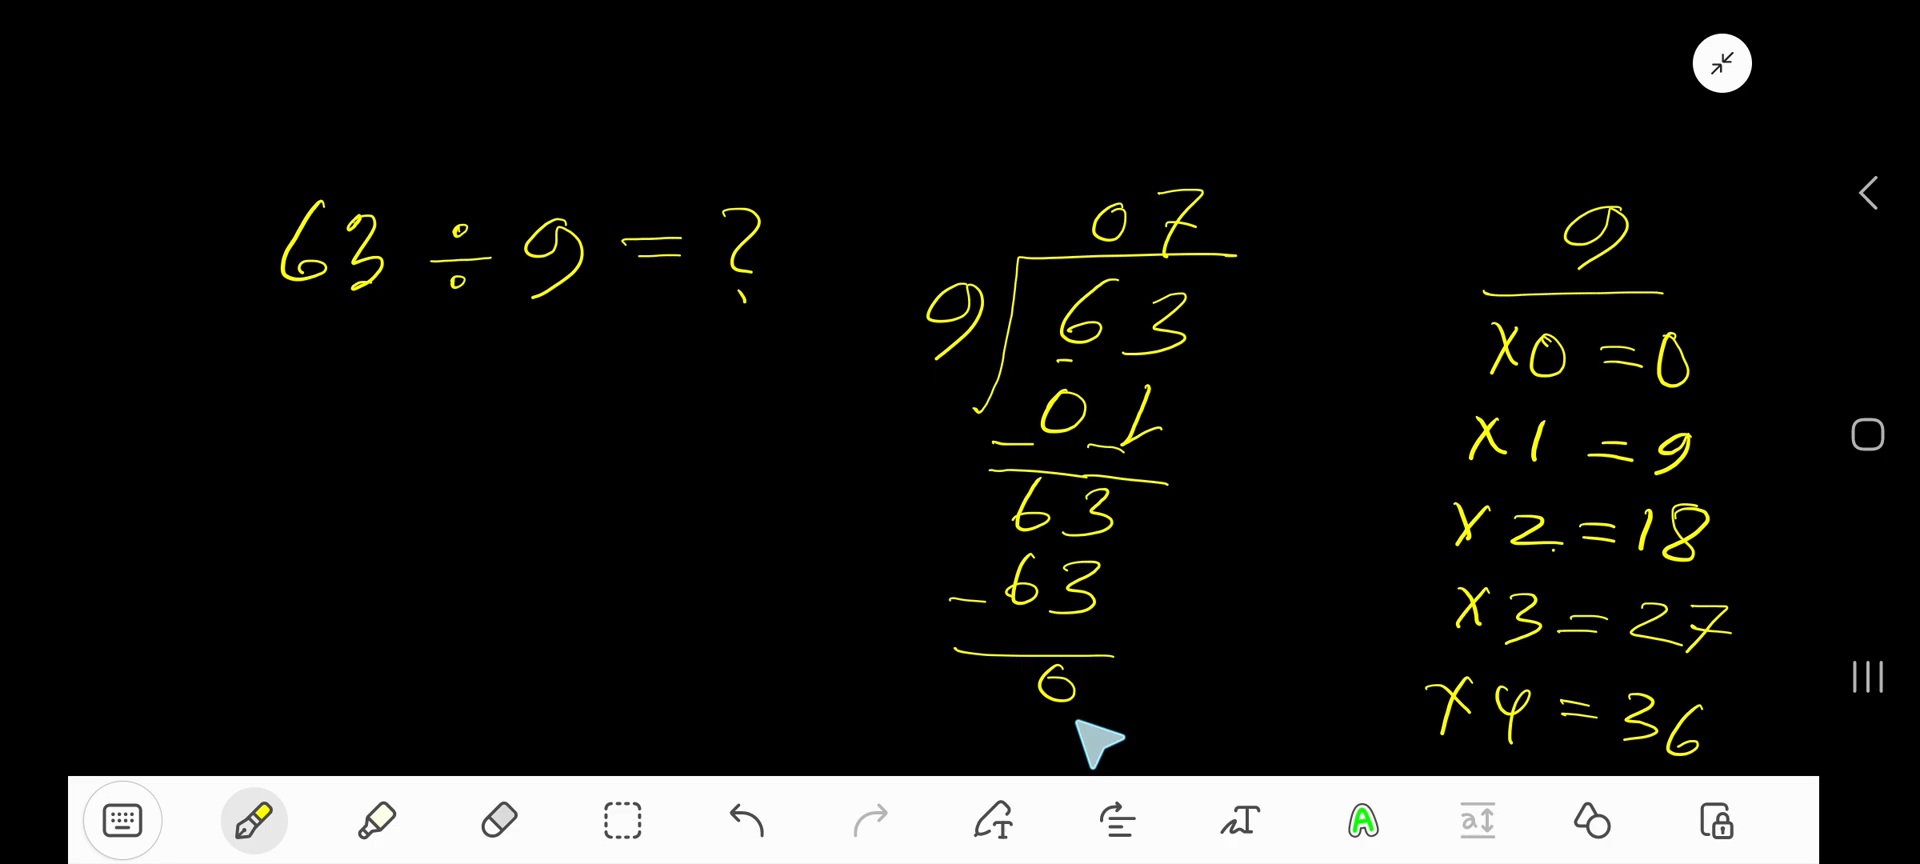 63 ÷ 9 = ?
07
9 63
- 0 ↓
63
- 63
0
9
x0 = 0
x1 = 9
x2 = 18
x3 = 27
x4 = 36
T
T
A
a